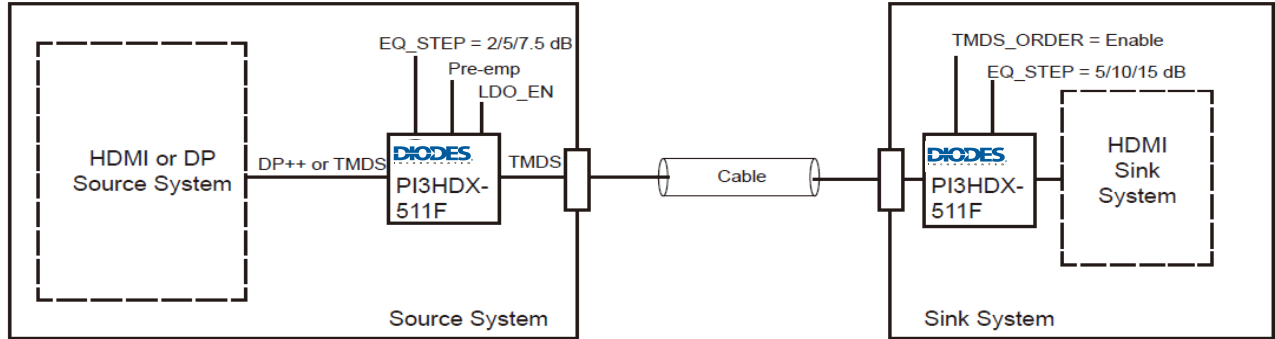 EQ_STEP = 2/5/7.5 dB
Pre-emp
LDO_EN
HDMI or DP
Source System
DP++ or TMDS
DIODES
PI3HDX-
511F
TMDS
Source System
Cable
TMDS_ORDER = Enable
EQ_STEP = 5/10/15 dB
DIODES
PI3HDX-
511F
HDMI
Sink
System
Sink System